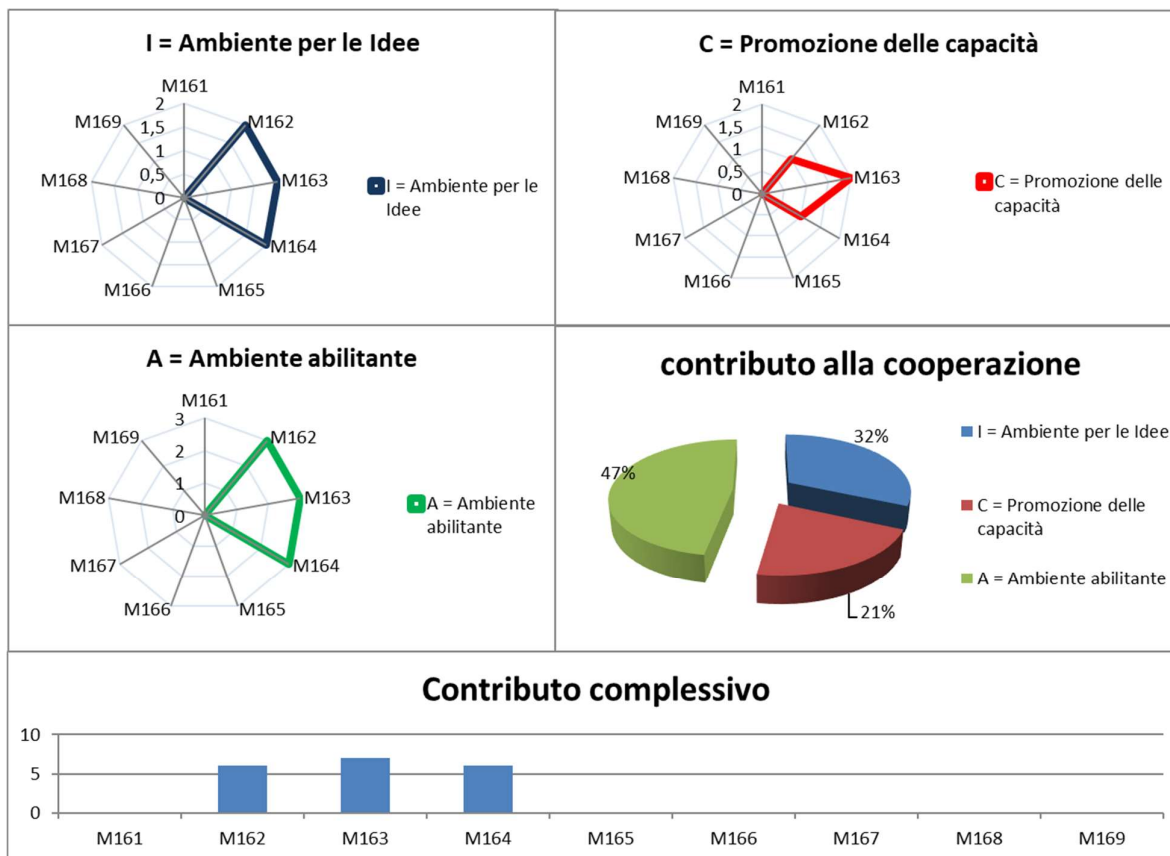 I = Ambiente per le Idee
M161
M162
M163
M164
M165
M166
M167
M168
M169
2
1,5
1
0,5
0
I = Ambiente per le
Idee
C = Promozione delle capacità
M161
M162
M163
M164
M165
M166
M167
M168
M169
2
1,5
1
0,5
0
C = Promozione delle
capacità
A = Ambiente abilitante
M161
M162
M163
M164
M165
M166
M167
M168
M169
3
2
1
0
A = Ambiente
abilitante
contributo alla cooperazione
32%
47%
21%
I = Ambiente per le Idee
C = Promozione delle
capacità
A = Ambiente abilitante
Contributo complessivo
10
5
0
M161 M162 M163 M164 M165 M166 M167 M168 M169